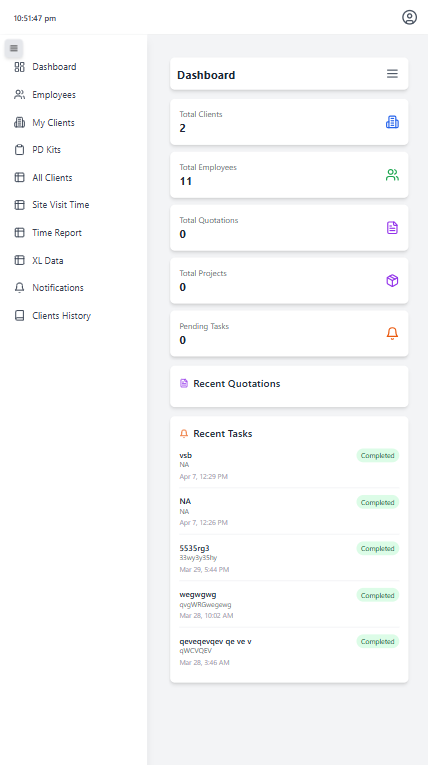 10:51:47 pm
Dashboard
Employees
My Clients
PD Kits
All Clients
Site Visit Time
Time Report
XL Data
Notifications
Clients History
Dashboard
Total Clients
2
Total Employees
11
Total Quotations
0
Total Projects
0
Pending Tasks
0
Recent Quotations
Recent Tasks
vsb
Completed
NA
Apr 7, 12:29 PM
NA
Completed
NA
Apr 7, 12:26 PM
5535rg3
Completed
33wy3y35hy
Mar 29, 5:44 PM
wegwgwg
Completed
qvgWRGwegewg
Mar 28, 10:02 AM
qeveqevqev qe ve v
Completed
qWCVQEV
Mar 28, 3:46 AM